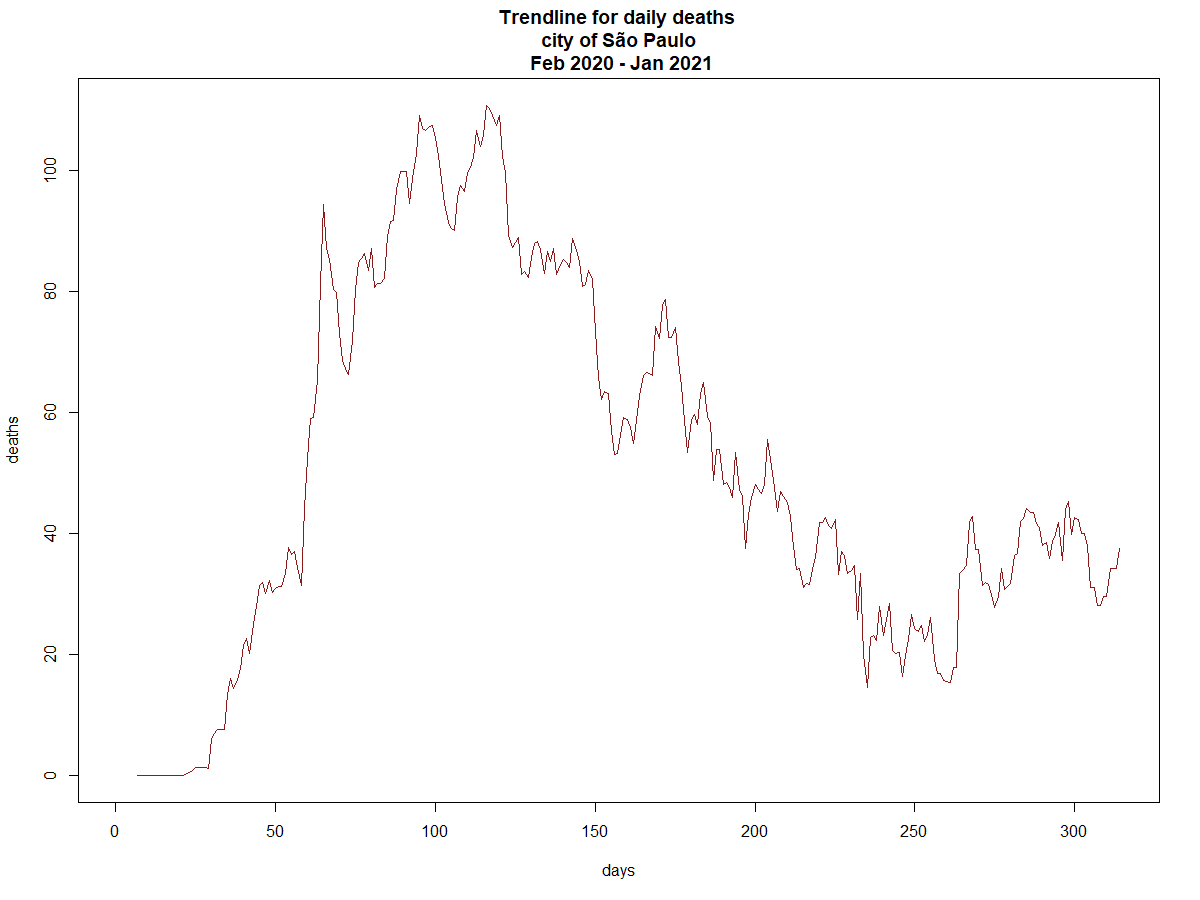 Trendline for daily deaths
city of São Paulo
Feb 2020 - Jan 2021
100
80
60
40
20
0
deaths
0 50 100 150 200 250 300
days